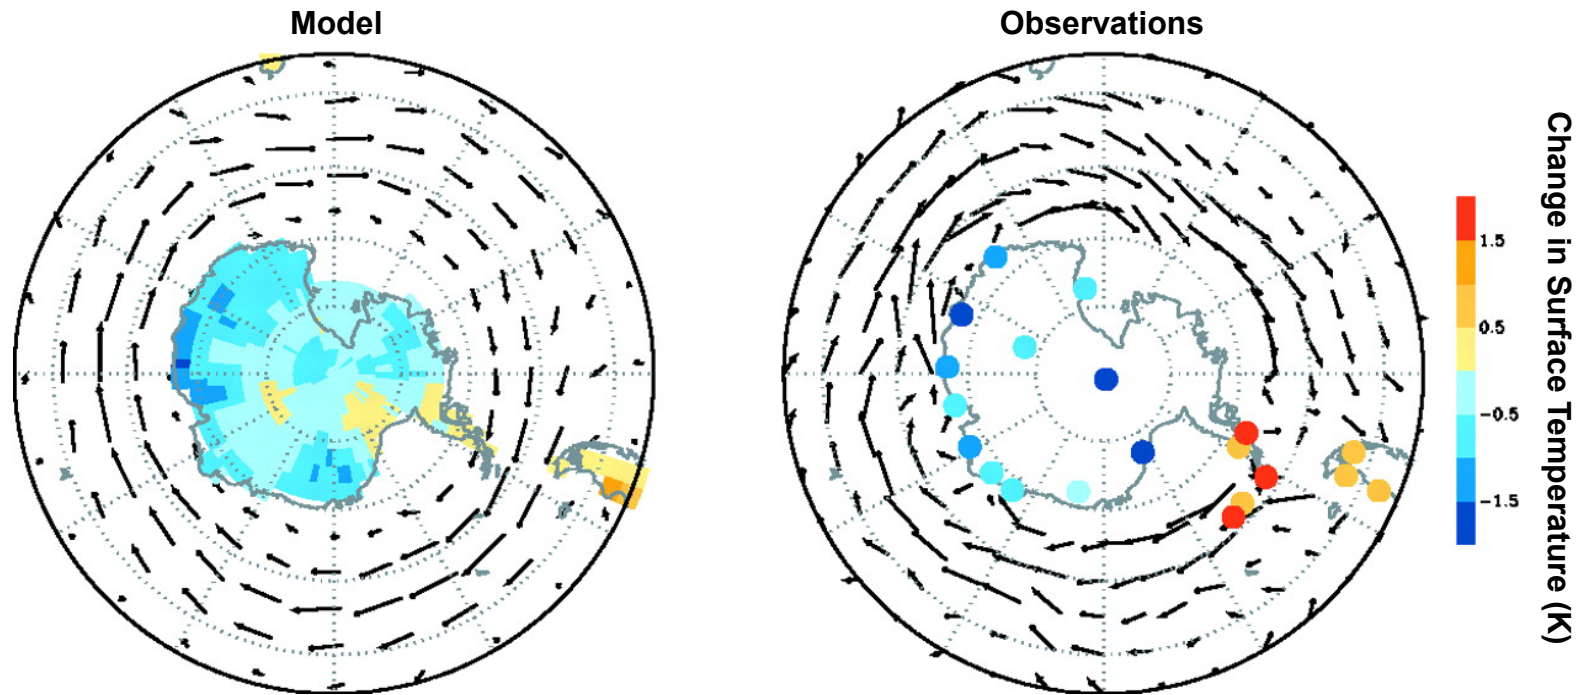 Model
Observations
1.5
0.5
-0.5
-1.5
Change in Surface Temperature (K)